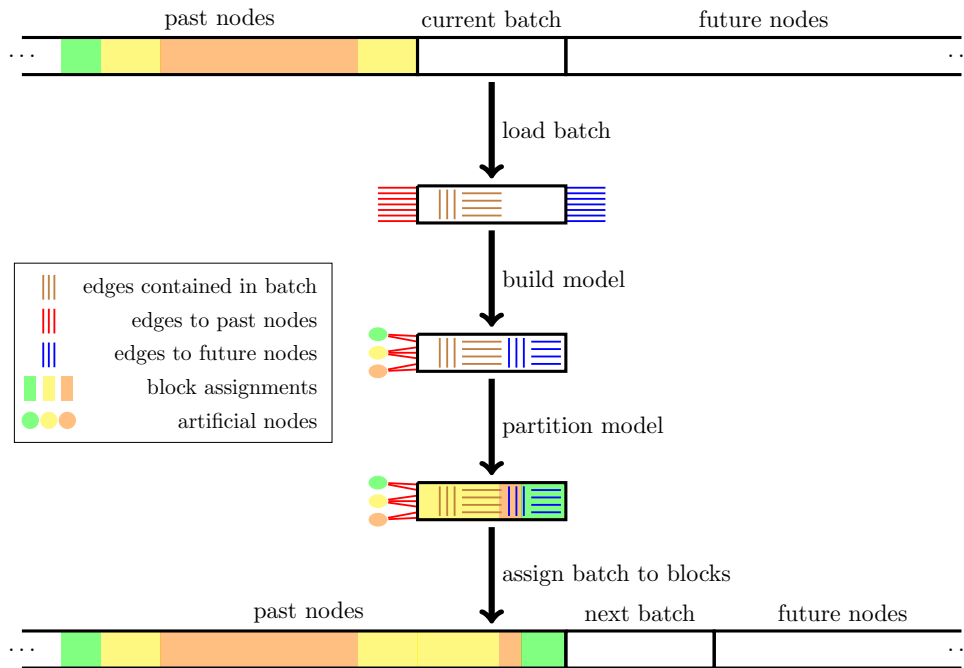 past nodes current batch future nodes
... ..
load batch
build model
edges contained in batch
edges to past nodes
edges to future nodes
block assignments
artificial nodes
partition model
assign batch to blocks
past nodes next batch future nodes
... ..